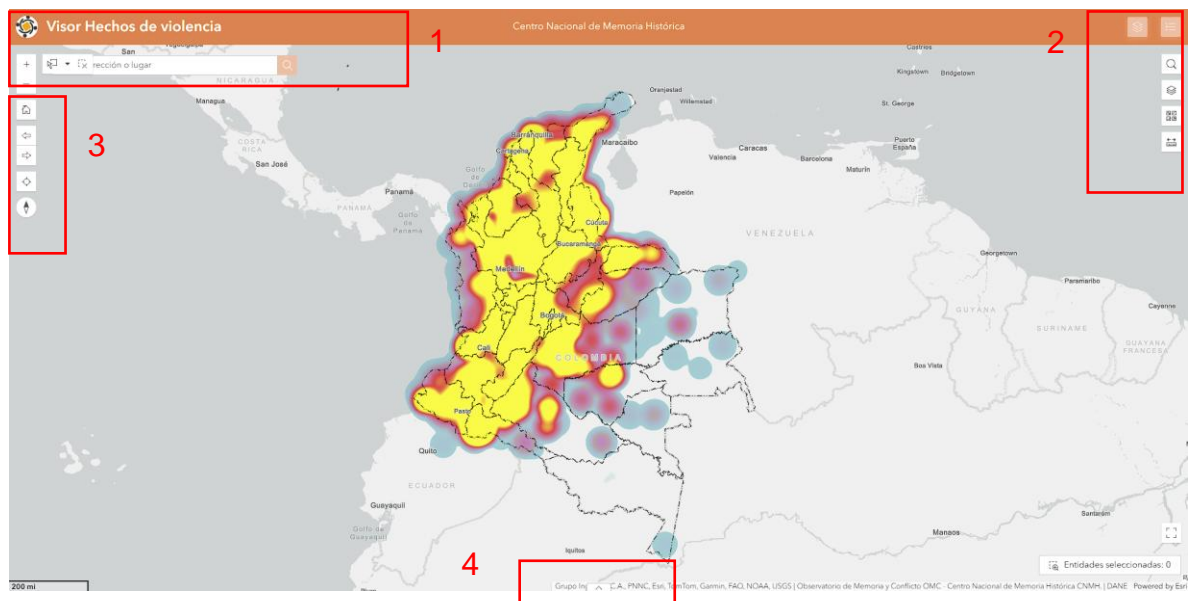 Visor Hechos de violencia
Centro Nacional de Memoria Histórica
1
2
3
4
rección o lugar
San
NICARAGUA
Managua
COSTA
RICA
San José
Panamá
PANAMÁ
Golfo
de
Panamá
Castries
Kingstown
Bridgetown
Oranjestad
Willemstad
St. George
Barranquilla
Cartagena
Maracaibo
Caracas
Valencia
Barcelona
Maturín
Puerto
España
Golfo
de
Papelón
Cúcuta
Bucaramanga
VENEZUELA
Medellín
Georgetown
Paramaribo
Cayenne
Bogotá
GUYANA
SURINAME
GUAYANA
FRANCESA
Cali
COLOMBIA
Boa Vista
Pasto
Quito
ECUADOR
Guayaquil
Golfo de
Guayaquil
Iquitos
Manaos
Santarém
Entidades seleccionadas: 0
200 mi
C.A., PNNC, Esri, TomTom, Garmin, FAO, NOAA, USGS | Observatorio de Memoria y Conflicto OMC - Centro Nacional de Memoria Histórica CNMH. | DANE
Powered by Esri